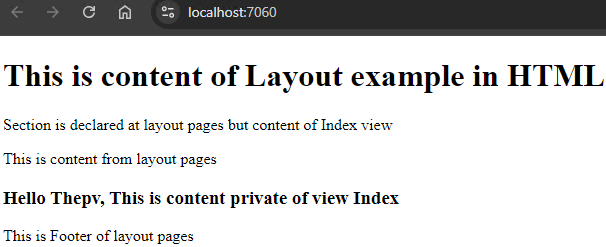 localhost:7060
This is content of Layout example in HTML
Section is declared at layout pages but content of Index view
This is content from layout pages
Hello Thepv, This is content private of view Index
This is Footer of layout pages